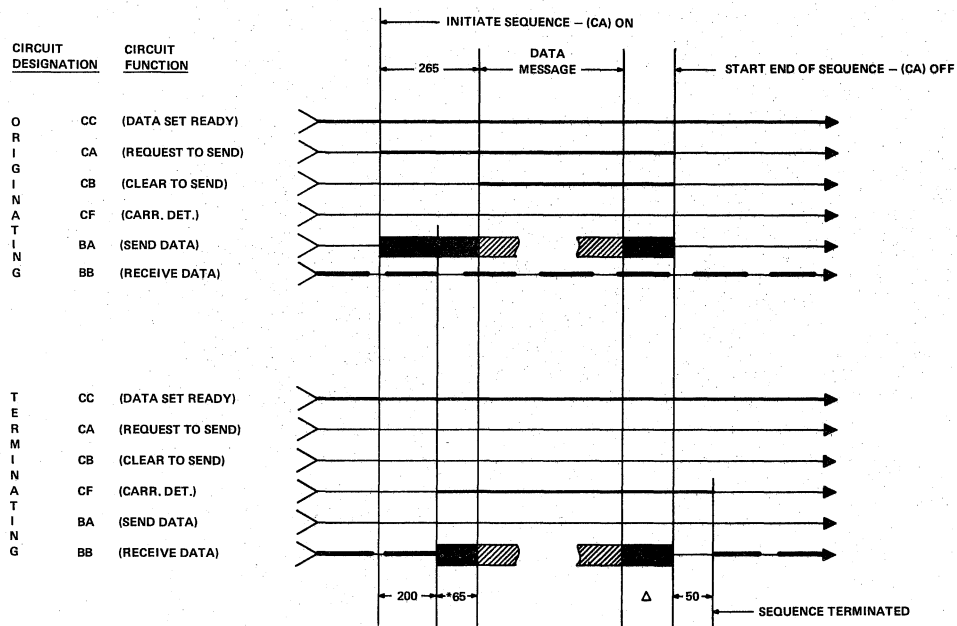 INITIATE SEQUENCE – (CA) ON
CIRCUIT DESIGNATION
CIRCUIT FUNCTION
265
DATA MESSAGE
START END OF SEQUENCE – (CA) OFF
ORIGINATING
CC (DATA SET READY)
CA (REQUEST TO SEND)
CB (CLEAR TO SEND)
CF (CARR. DET.)
BA (SEND DATA)
BB (RECEIVE DATA)
TERMINATING
CC (DATA SET READY)
CA (REQUEST TO SEND)
CB (CLEAR TO SEND)
CF (CARR. DET.)
BA (SEND DATA)
BB (RECEIVE DATA)
200 *65 Δ 50
SEQUENCE TERMINATED